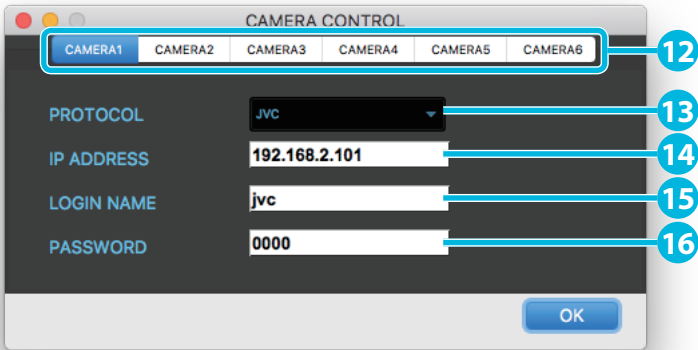 CAMERA CONTROL
CAMERA1 CAMERA2 CAMERA3 CAMERA4 CAMERA5 CAMERA6 12
PROTOCOL JVC 13
IP ADDRESS 192.168.2.101 14
LOGIN NAME jvc 15
PASSWORD 0000 16
OK